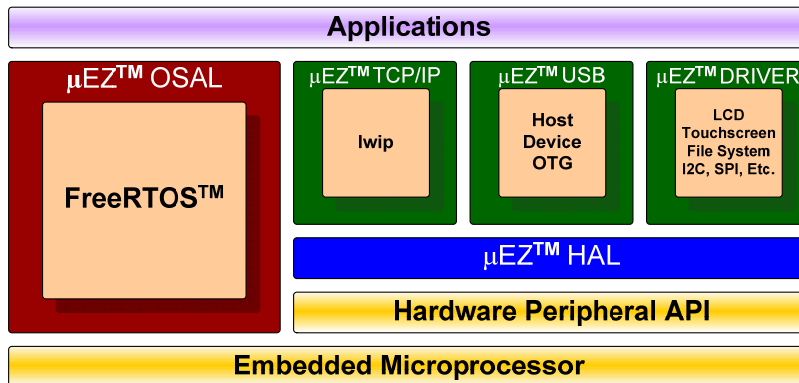 Applications
μEZ™ OSAL
FreeRTOS™
μEZ™ TCP/IP
lwip
μEZ™ USB
Host
Device
OTG
μEZ™ DRIVER
LCD
Touchscreen
File System
I2C, SPI, Etc.
μEZ™ HAL
Hardware Peripheral API
Embedded Microprocessor